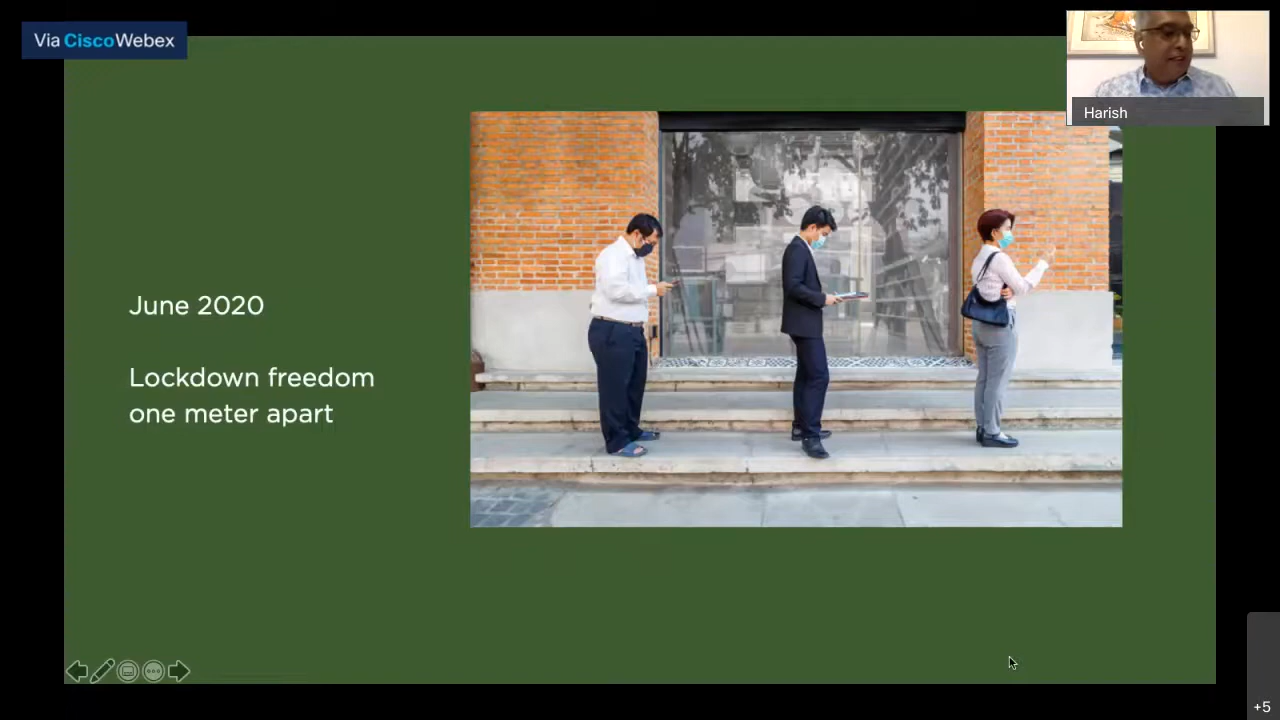 Via CiscoWebex
Harish
June 2020
Lockdown freedom
one meter apart
+5